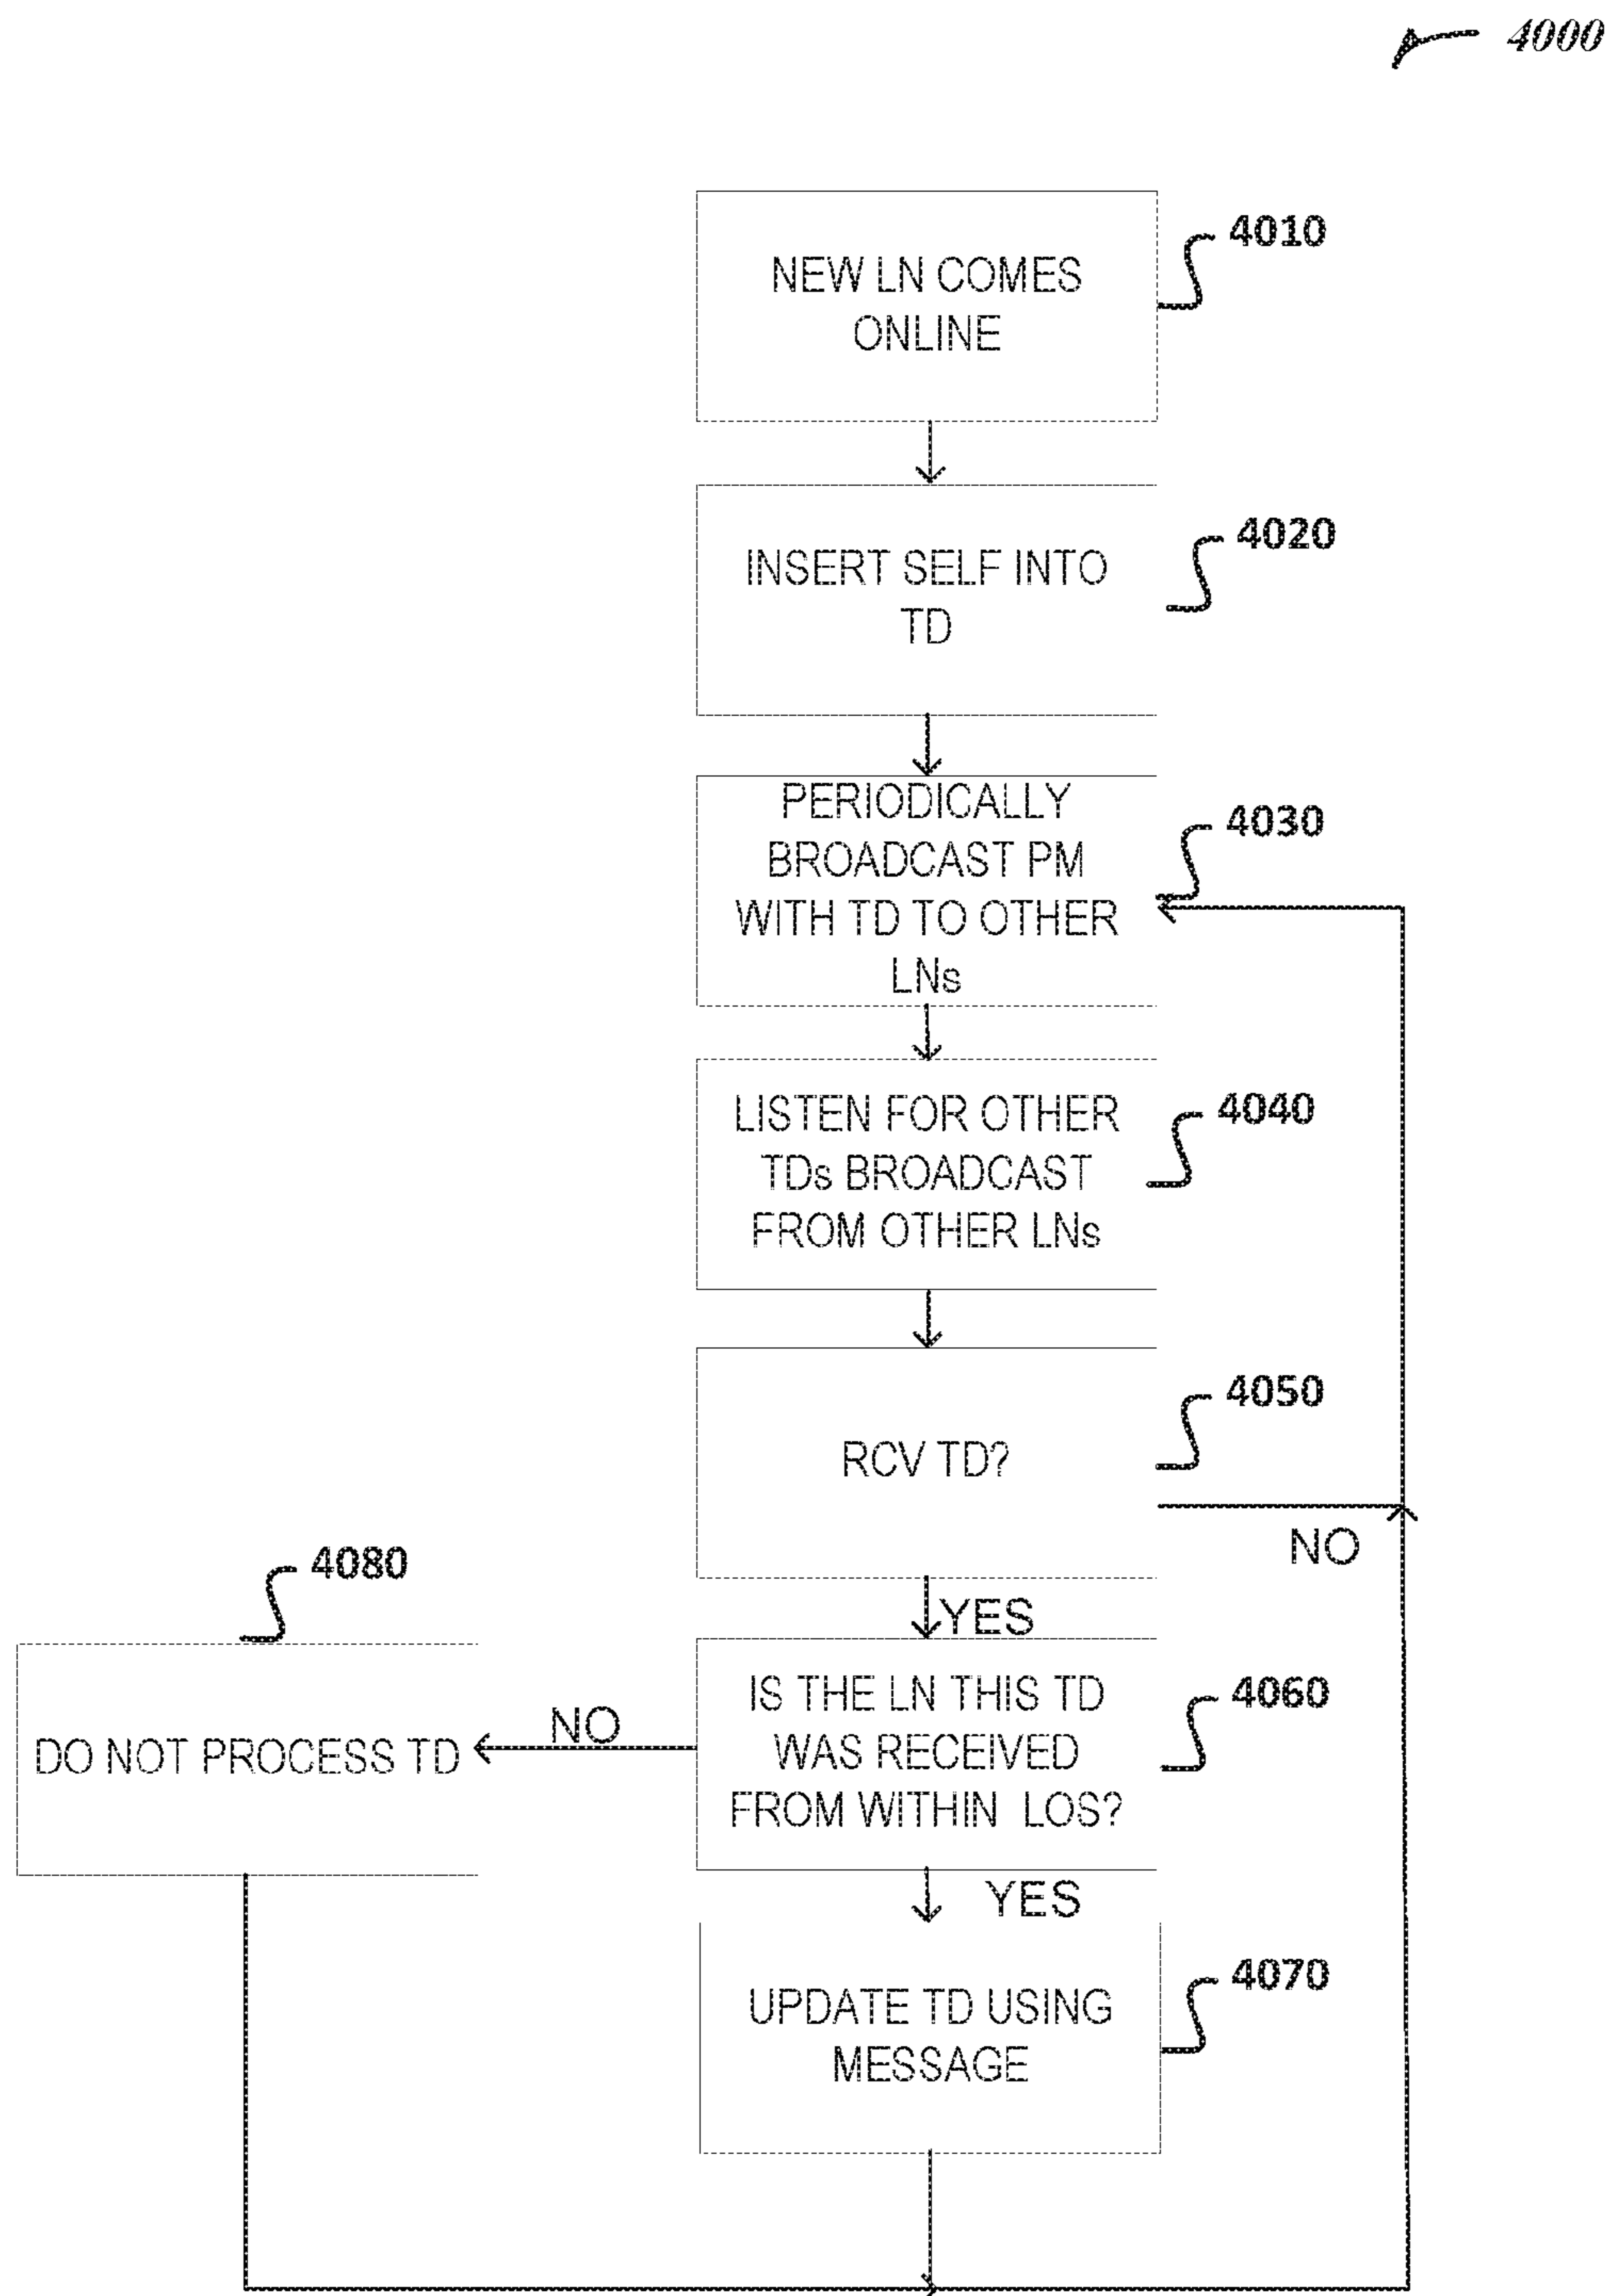 4000
4010
NEW LN COMES
ONLINE
4020
INSERT SELF INTO
TD
PERIODICALLY
4030
BROADCAST PM
WITH TD TO OTHER
LNs
4040
LISTEN FOR OTHER
TDs BROADCAST
FROM OTHER LNs
4050
RCV TD?
NO
4080
YES
IS THE LN THIS TD
4060
NO
WAS RECEIVED
DO NOT PROCESS TD
FROM WITHIN LOS?
YES
4070
UPDATE TD USING
MESSAGE